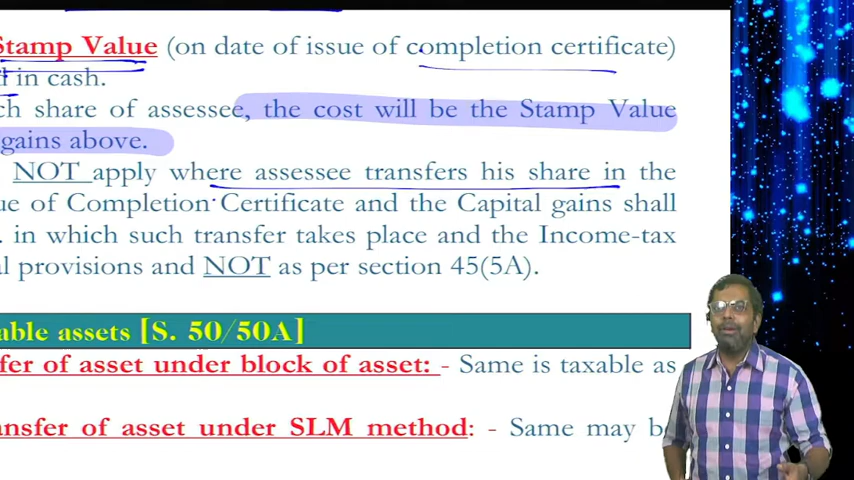 Stamp Value (on date of issue of completion certificate)
in cash.
share of assessee, the cost will be the Stamp Value
gains above.
NOT apply where assessee transfers his share in the
of Completion Certificate and the Capital gains shall
in which such transfer takes place and the Income-tax
provisions and NOT as per section 45(5A).
able assets [S. 50/50A]
fer of asset under block of asset: - Same is taxable as
ansfer of asset under SLM method: - Same may be